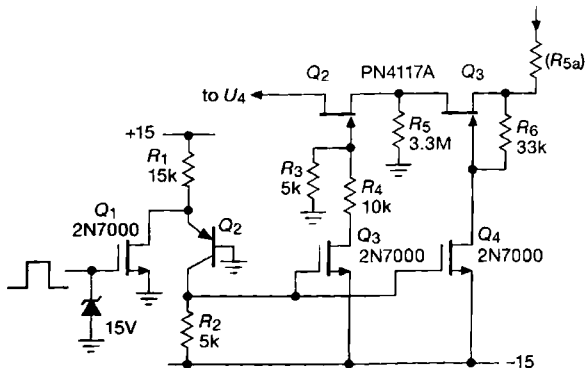 (R5a)
Q2
PN4117A
Q3
to U4
R5
3.3M
R6
33k
+15
R1
15k
R3
5k
R4
10k
Q1
2N7000
Q2
Q3
2N7000
Q4
2N7000
15V
R2
5k
−15